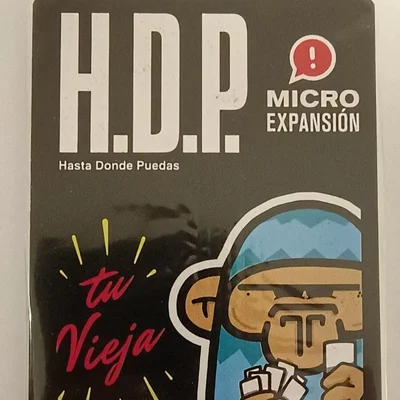 H.D.P.
Hasta Donde Puedas
!
MICRO
EXPANSIÓN
tu
Vieja